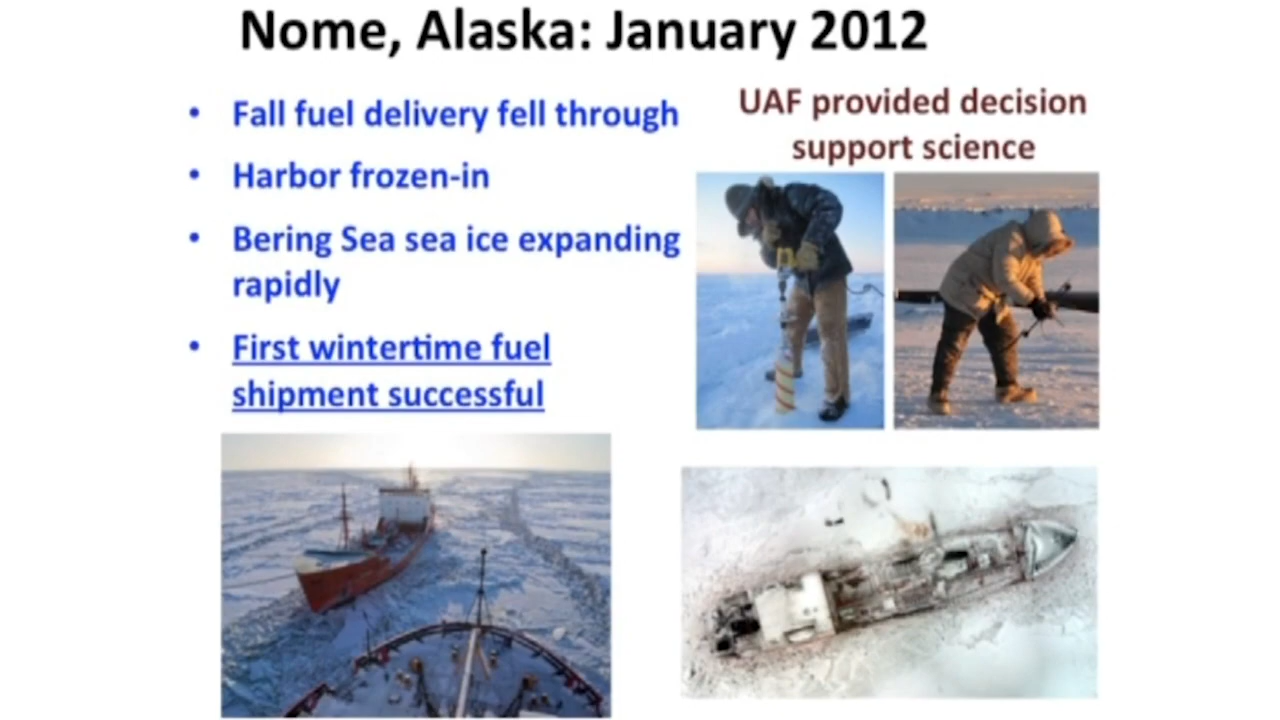 Nome, Alaska: January 2012
• Fall fuel delivery fell through
• Harbor frozen-in
• Bering Sea sea ice expanding
rapidly
• First wintertime fuel
shipment successful
UAF provided decision
support science